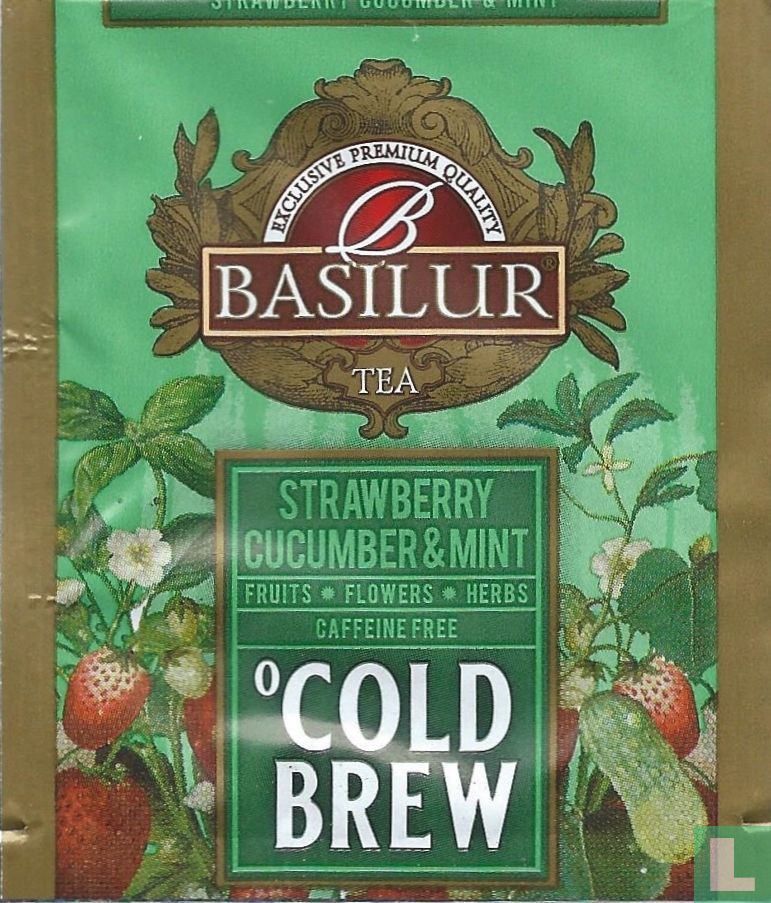 STRAWBERRY CUCUMBER & MINT
EXCLUSIVE PREMIUM QUALITY
B
BASILUR®
TEA
STRAWBERRY
CUCUMBER & MINT
FRUITS * FLOWERS * HERBS
CAFFEINE FREE
°COLD
BREW
L